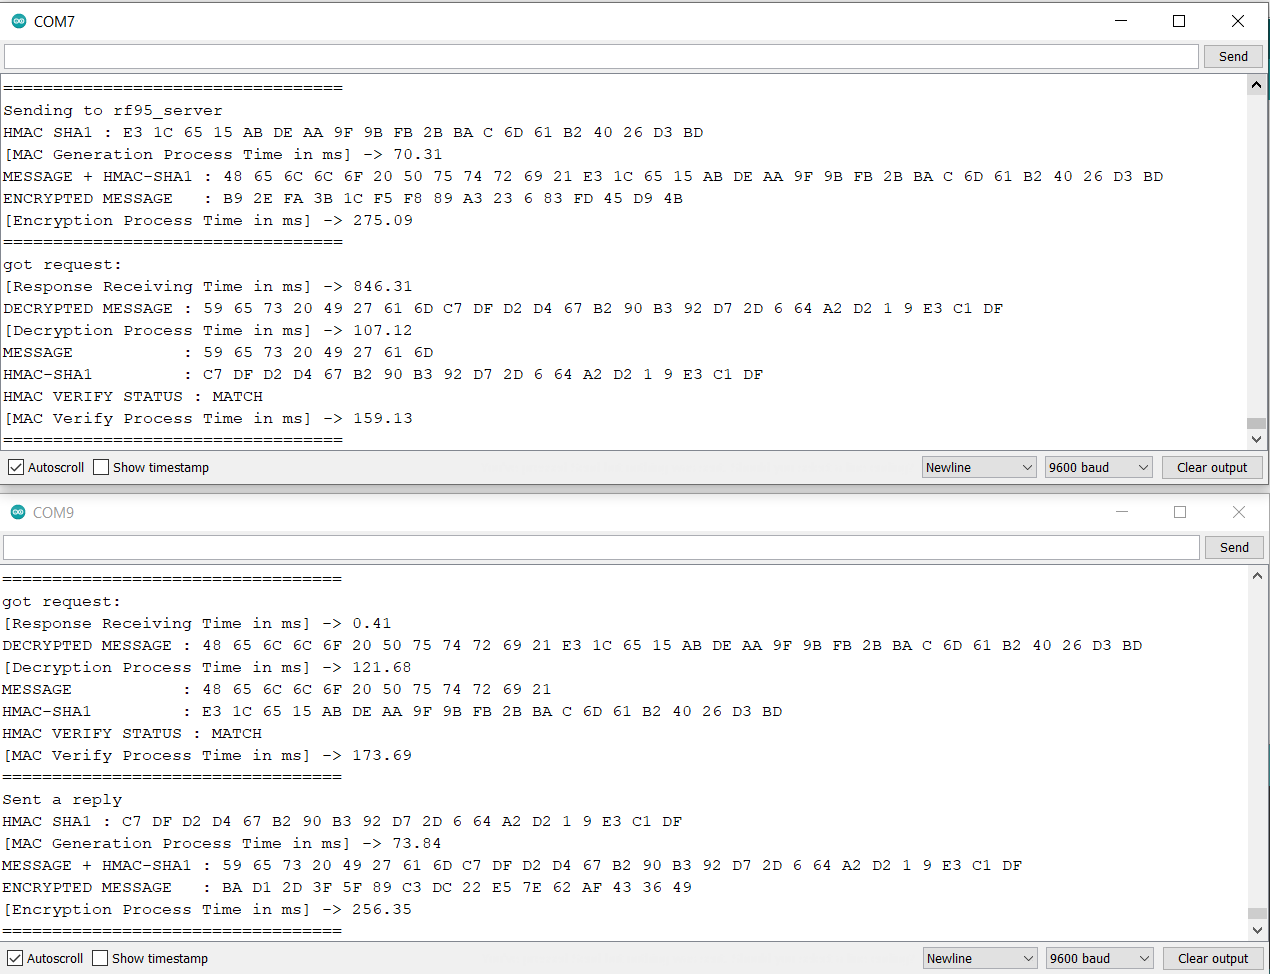 COM7
Send
==================================
Sending to rf95_server
HMAC SHA1 : E3 1C 65 15 AB DE AA 9F 9B FB 2B BA C 6D 61 B2 40 26 D3 BD
[MAC Generation Process Time in ms] -> 70.31
MESSAGE + HMAC-SHA1 : 48 65 6C 6C 6F 20 50 75 74 72 69 21 E3 1C 65 15 AB DE AA 9F 9B FB 2B BA C 6D 61 B2 40 26 D3 BD
ENCRYPTED MESSAGE   : B9 2E FA 3B 1C F5 F8 89 A3 23 6 83 FD 45 D9 4B
[Encryption Process Time in ms] -> 275.09
==================================
got request:
[Response Receiving Time in ms] -> 846.31
DECRYPTED MESSAGE : 59 65 73 20 49 27 61 6D C7 DF D2 D4 67 B2 90 B3 92 D7 2D 6 64 A2 D2 1 9 E3 C1 DF
[Decryption Process Time in ms] -> 107.12
MESSAGE           : 59 65 73 20 49 27 61 6D
HMAC-SHA1         : C7 DF D2 D4 67 B2 90 B3 92 D7 2D 6 64 A2 D2 1 9 E3 C1 DF
HMAC VERIFY STATUS : MATCH
[MAC Verify Process Time in ms] -> 159.13
==================================
Autoscroll Show timestamp Newline 9600 baud Clear output
COM9
Send
==================================
got request:
[Response Receiving Time in ms] -> 0.41
DECRYPTED MESSAGE : 48 65 6C 6C 6F 20 50 75 74 72 69 21 E3 1C 65 15 AB DE AA 9F 9B FB 2B BA C 6D 61 B2 40 26 D3 BD
[Decryption Process Time in ms] -> 121.68
MESSAGE           : 48 65 6C 6C 6F 20 50 75 74 72 69 21
HMAC-SHA1         : E3 1C 65 15 AB DE AA 9F 9B FB 2B BA C 6D 61 B2 40 26 D3 BD
HMAC VERIFY STATUS : MATCH
[MAC Verify Process Time in ms] -> 173.69
==================================
Sent a reply
HMAC SHA1 : C7 DF D2 D4 67 B2 90 B3 92 D7 2D 6 64 A2 D2 1 9 E3 C1 DF
[MAC Generation Process Time in ms] -> 73.84
MESSAGE + HMAC-SHA1 : 59 65 73 20 49 27 61 6D C7 DF D2 D4 67 B2 90 B3 92 D7 2D 6 64 A2 D2 1 9 E3 C1 DF
ENCRYPTED MESSAGE   : BA D1 2D 3F 5F 89 C3 DC 22 E5 7E 62 AF 43 36 49
[Encryption Process Time in ms] -> 256.35
==================================
Autoscroll Show timestamp Newline 9600 baud Clear output